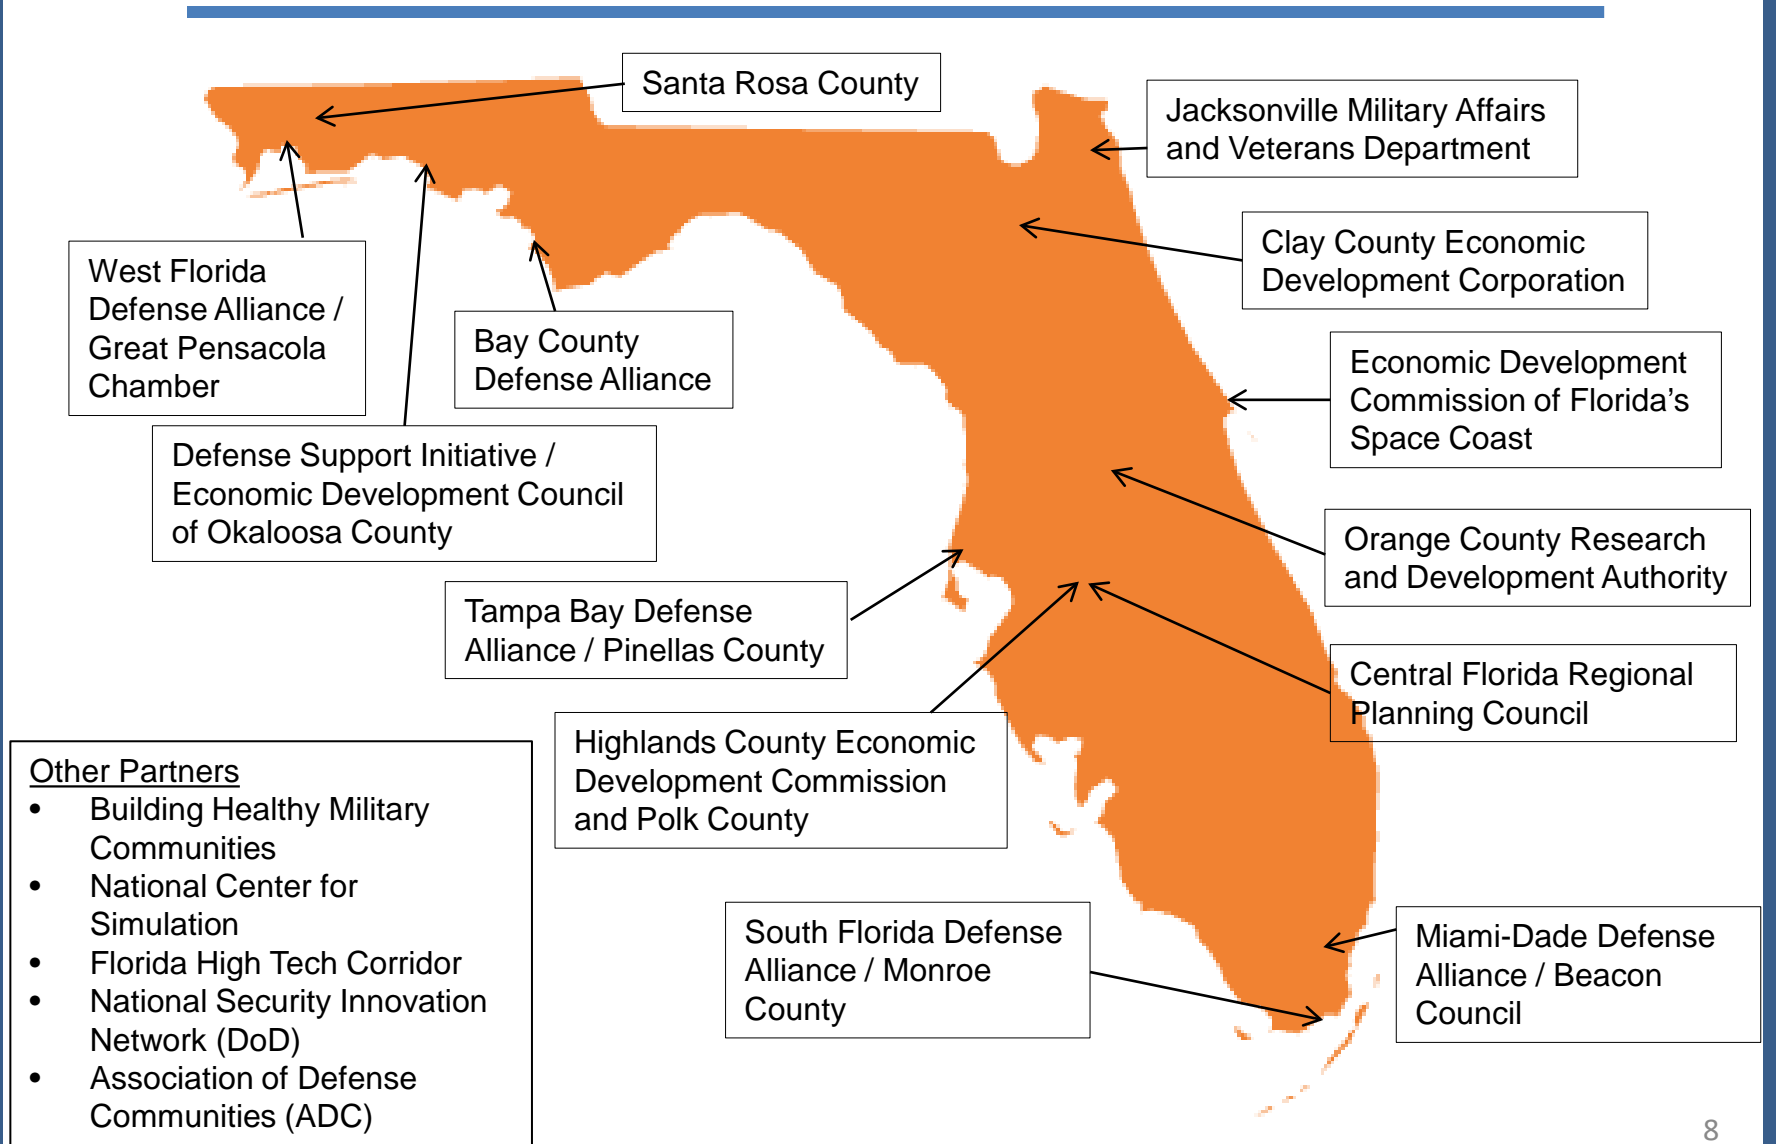 Santa Rosa County
Jacksonville Military Affairs
and Veterans Department
West Florida
Defense Alliance /
Great Pensacola
Chamber
Clay County Economic
Development Corporation
Bay County
Defense Alliance
Economic Development
Commission of Florida’s
Space Coast
Defense Support Initiative /
Economic Development Council
of Okaloosa County
Orange County Research
and Development Authority
Tampa Bay Defense
Alliance / Pinellas County
Central Florida Regional
Planning Council
Highlands County Economic
Development Commission
and Polk County
Other Partners
• Building Healthy Military
Communities
• National Center for
Simulation
• Florida High Tech Corridor
• National Security Innovation
Network (DoD)
• Association of Defense
Communities (ADC)
South Florida Defense
Alliance / Monroe
County
Miami-Dade Defense
Alliance / Beacon
Council
8